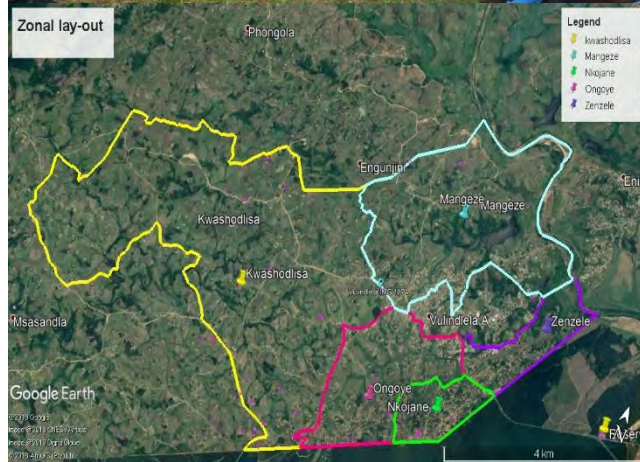 Zonal lay-out
Legend
kwashodlisa
Mangeze
Nkojane
Ongoye
Zenzele
Phongola
Engunjini
Mangeze
Mangeze
Kwashodlisa
Kwashodlisa
Msasandla
Vulindlela.A
Zenzele
Ongoye
Nkojane
Google Earth
4 km
N